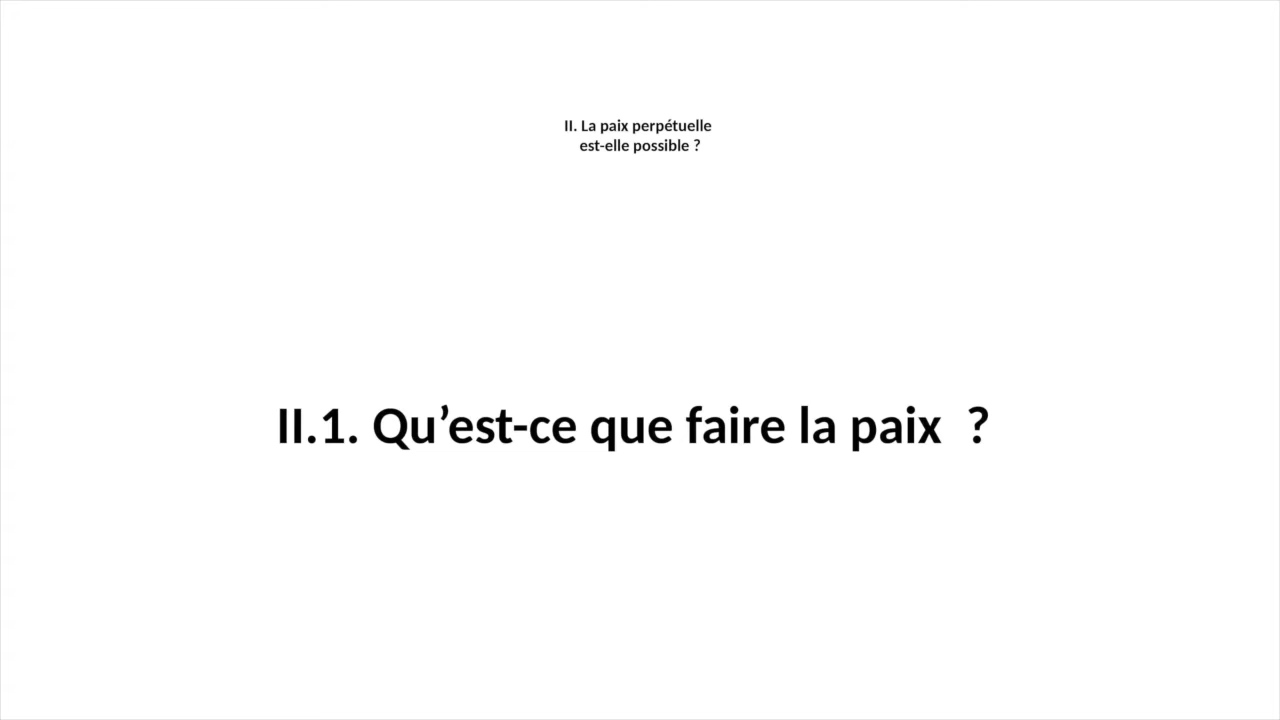 II. La paix perpétuelle
est-elle possible ?
II.1. Qu’est-ce que faire la paix  ?